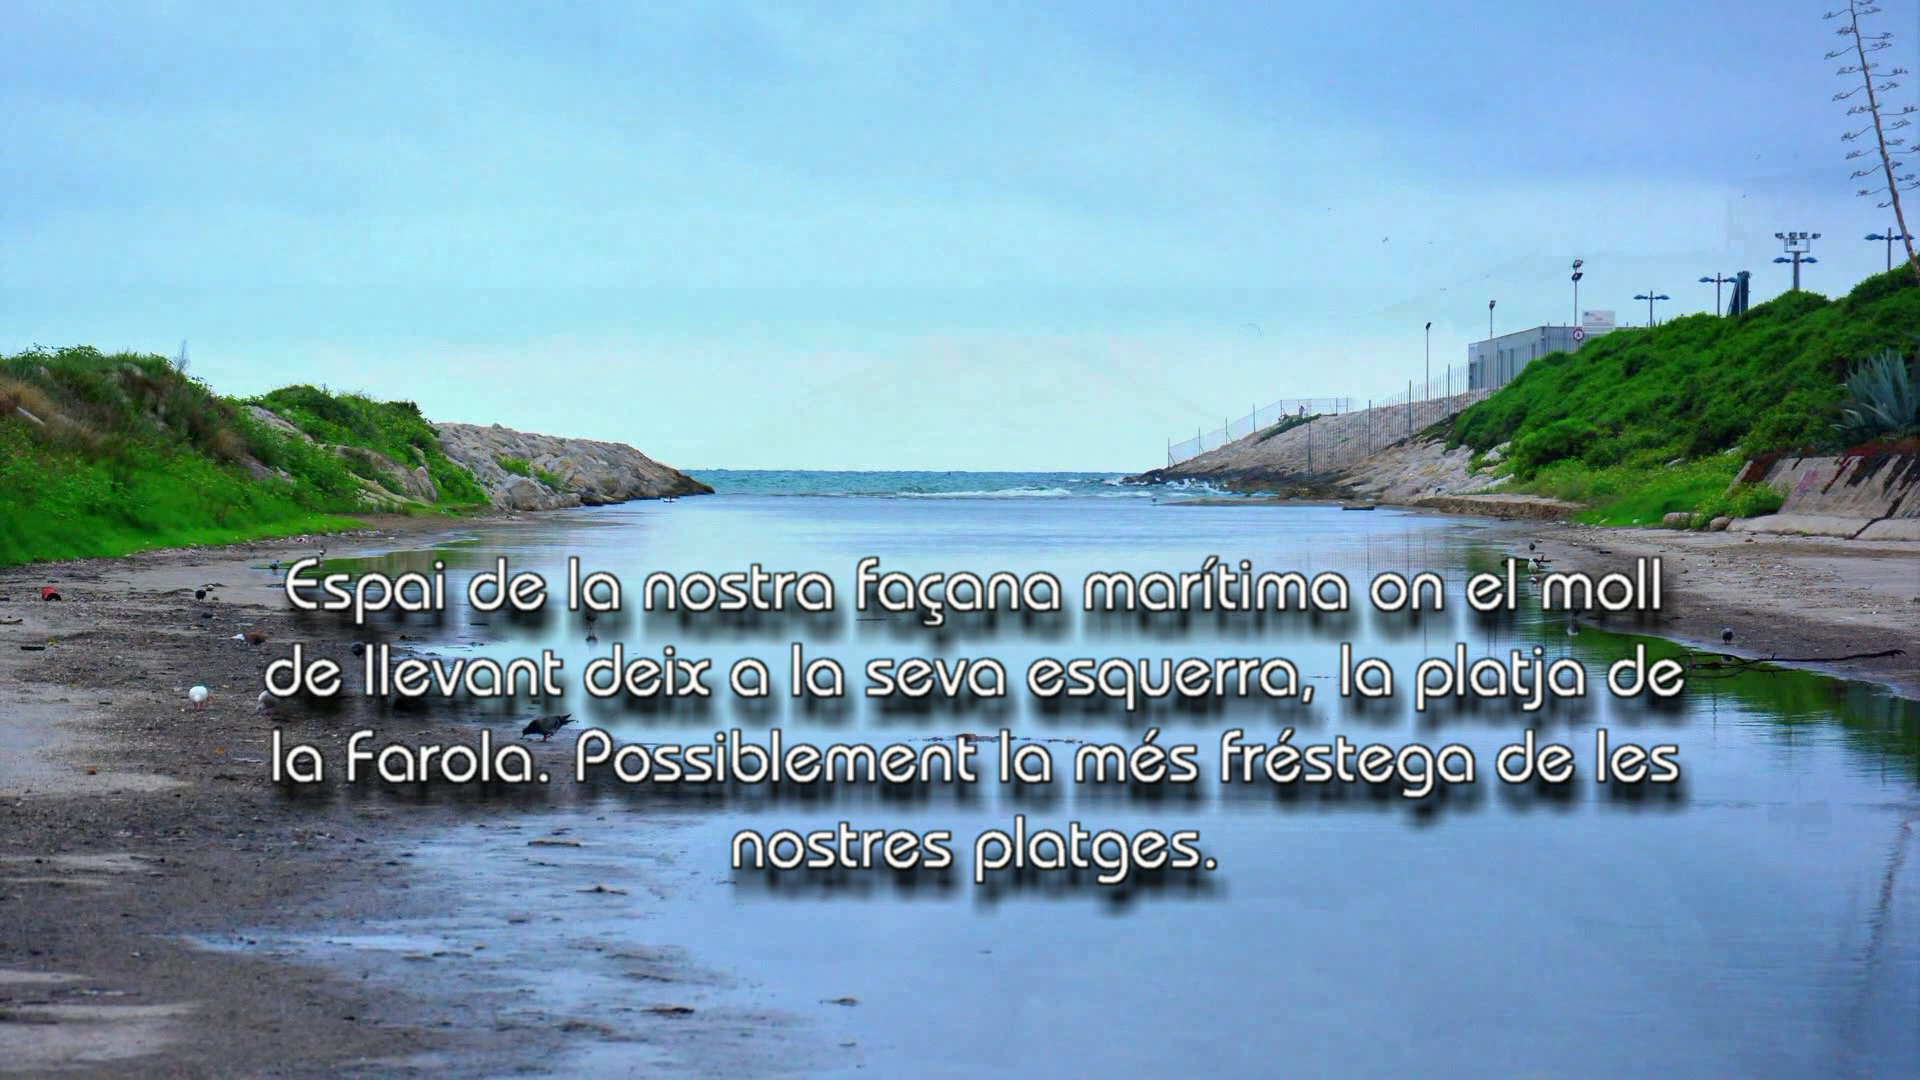 Espai de la nostra façana marítima on el moll
de llevant deix a la seva esquerra, la platja de
la Farola. Possiblement la més fréstega de les
nostres platges.